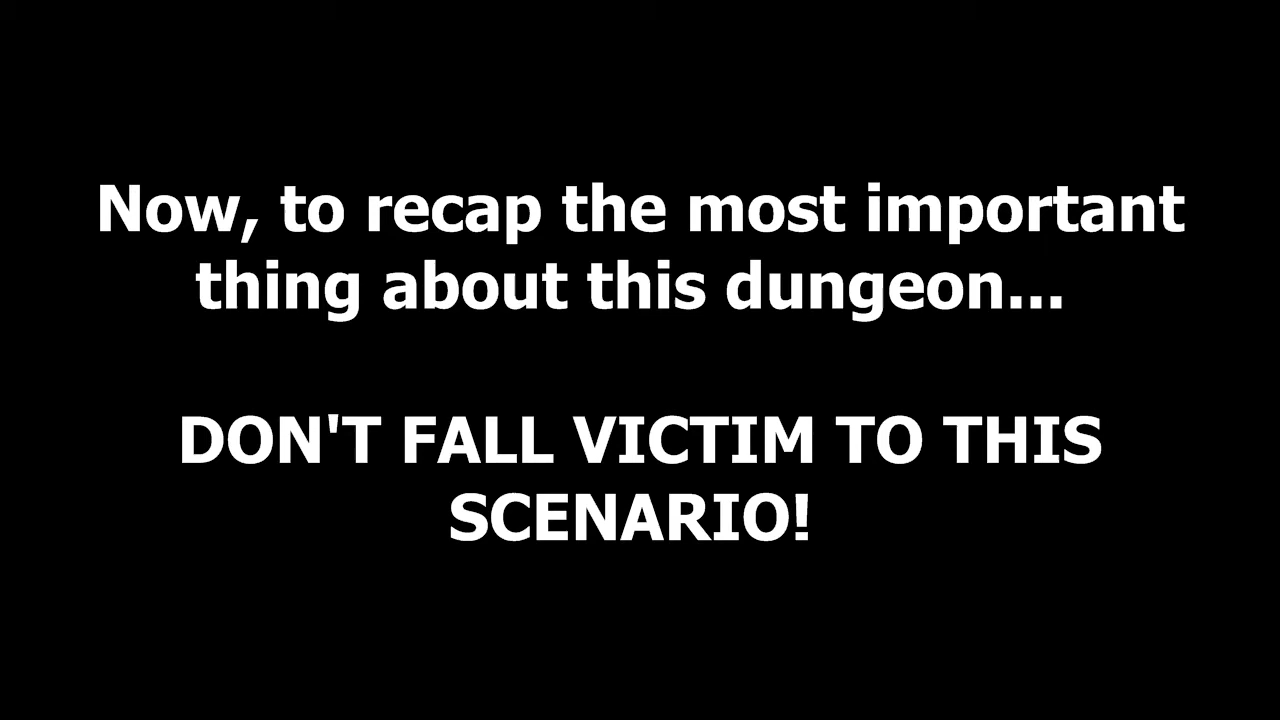 Now, to recap the most important
thing about this dungeon...
DON'T FALL VICTIM TO THIS
SCENARIO!